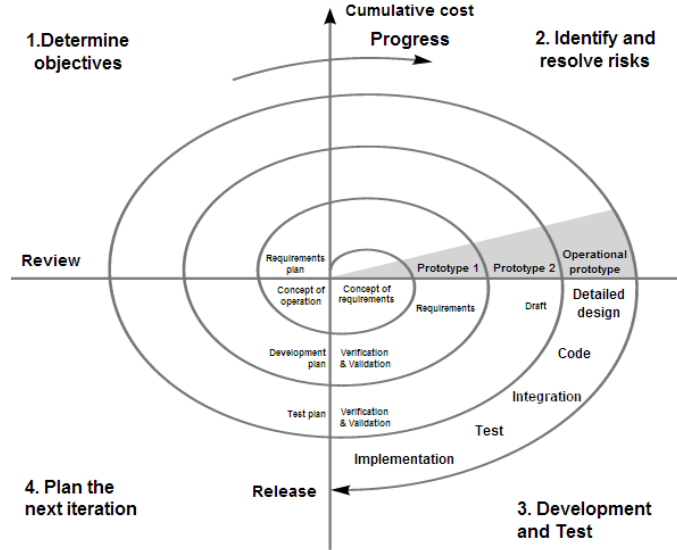 Cumulative cost
1.Determine
objectives
Progress
2. Identify and
resolve risks
Review
Requirements
plan
Prototype 1
Prototype 2
Operational
prototype
Concept of
operation
Concept of
requirements
Requirements
Draft
Detailed
design
Development
plan
Verification
& Validation
Code
Integration
Test plan
Verification
& Validation
Test
Implementation
4. Plan the
next iteration
Release
3. Development
and Test